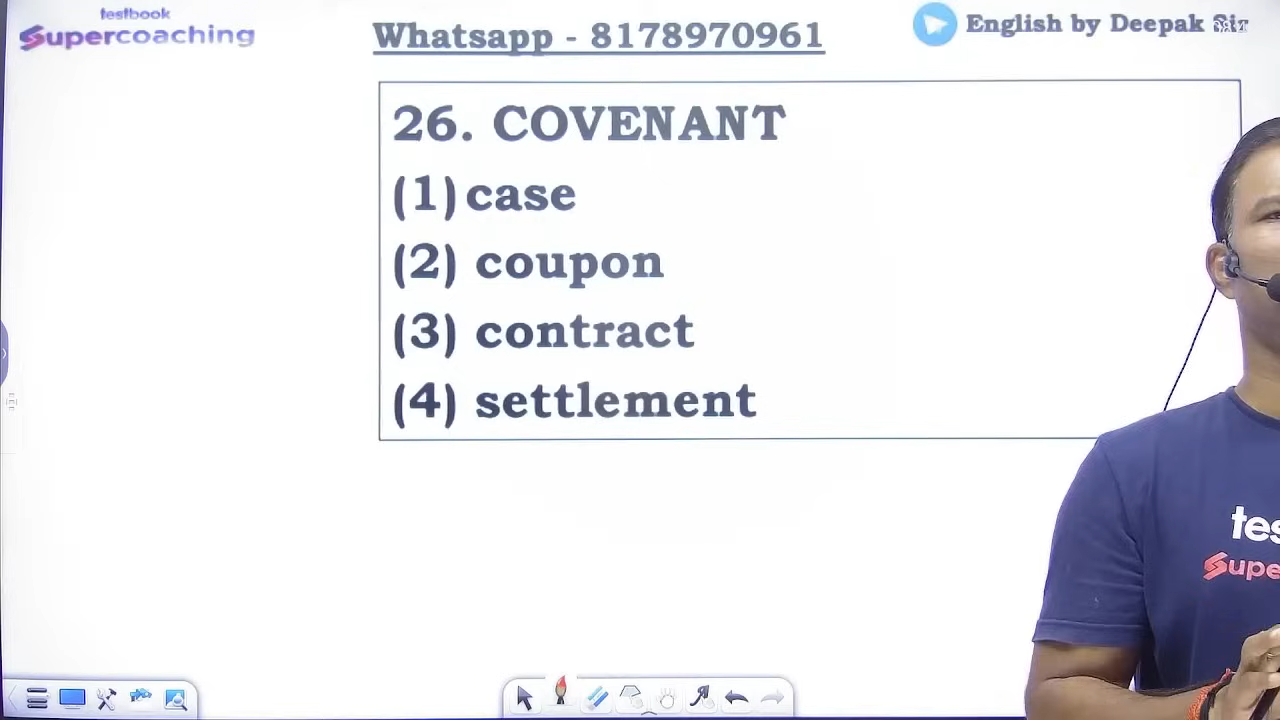 testbook
Supercoaching
Whatsapp - 8178970961
English by Deepak Sir
26. COVENANT
(1) case
(2) coupon
(3) contract
(4) settlement
tes
Supe